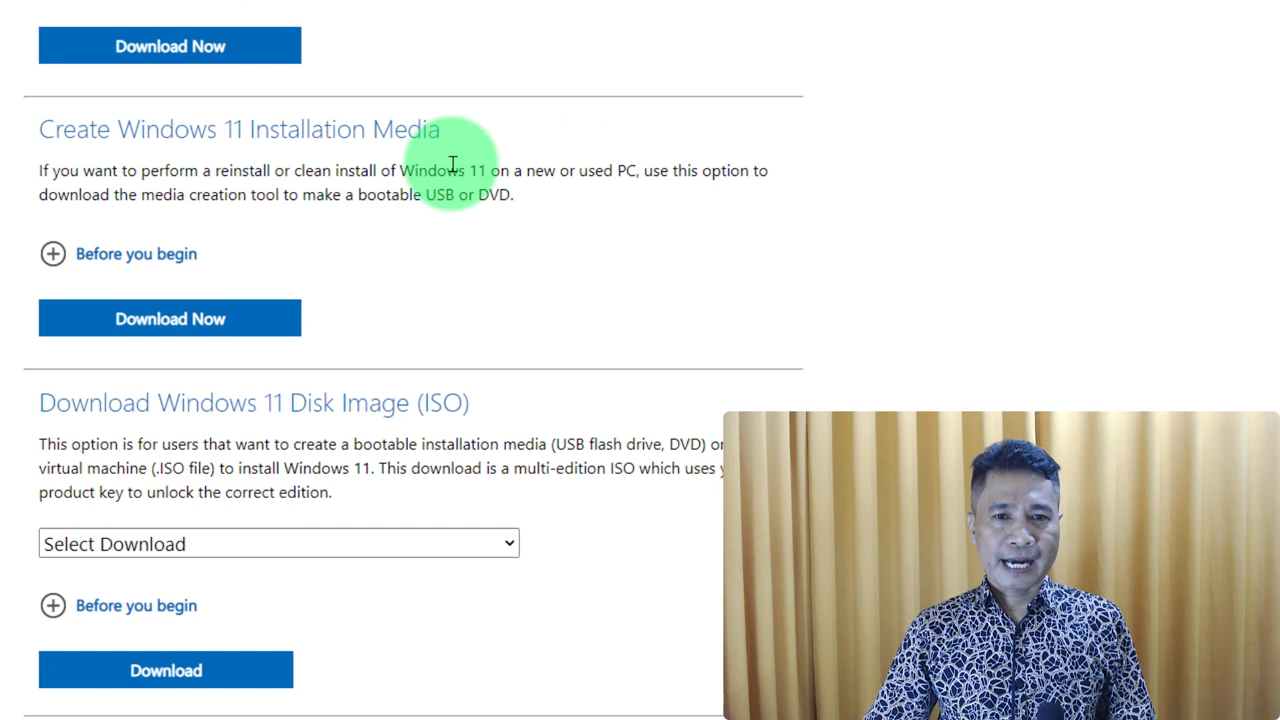 Download Now
Create Windows 11 Installation Media
If you want to perform a reinstall or clean install of Windows 11 on a new or used PC, use this option to
download the media creation tool to make a bootable USB or DVD.
Before you begin
Download Now
Download Windows 11 Disk Image (ISO)
This option is for users that want to create a bootable installation media (USB flash drive, DVD) or
virtual machine (.ISO file) to install Windows 11. This download is a multi-edition ISO which uses
product key to unlock the correct edition.
Select Download
Before you begin
Download